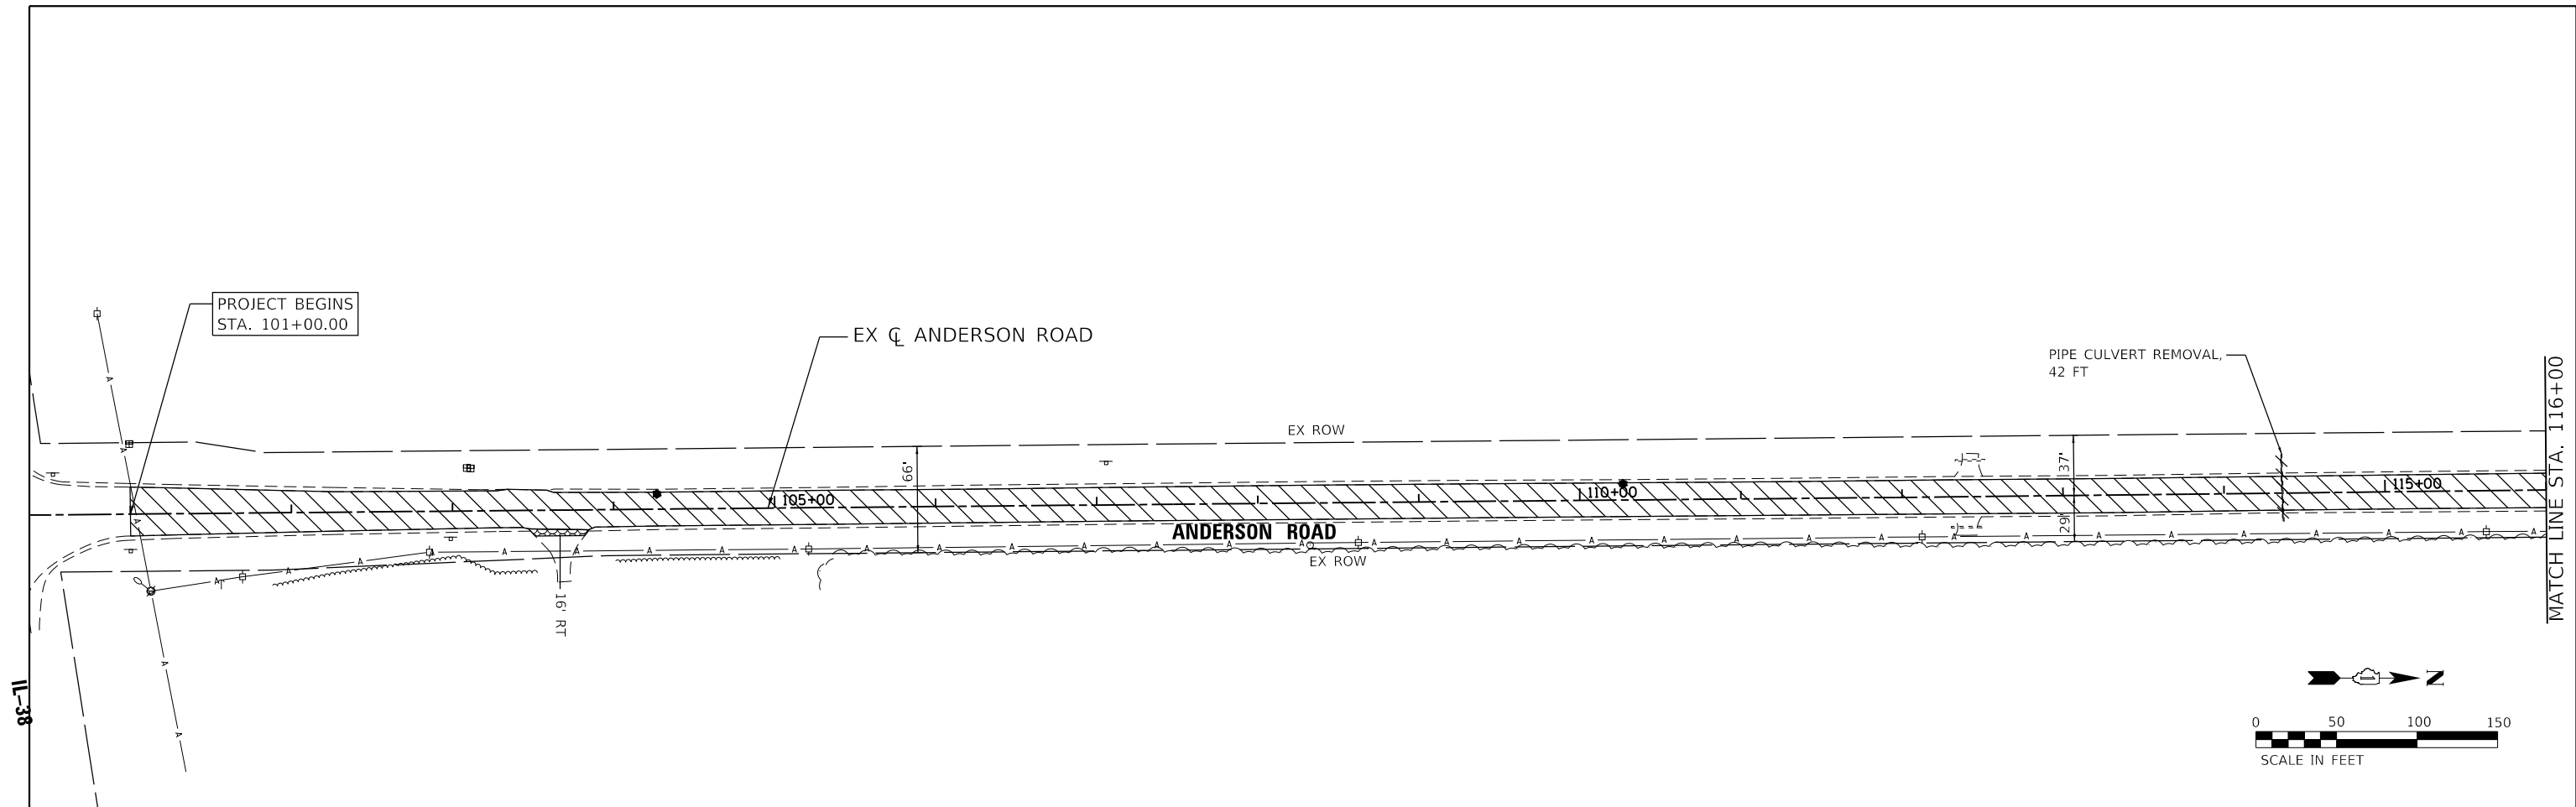 PROJECT BEGINS
STA. 101+00.00
EX ℄ ANDERSON ROAD
PIPE CULVERT REMOVAL,
42 FT
MATCH LINE STA. 116+00
EX ROW
66'
37'
105+00
110+00
115+00
29'
ANDERSON ROAD
EX ROW
A A A A A A A A A A A A A A A A A A A A A A A A A A A A A
16' RT
IL-38
N
0 50 100 150
SCALE IN FEET